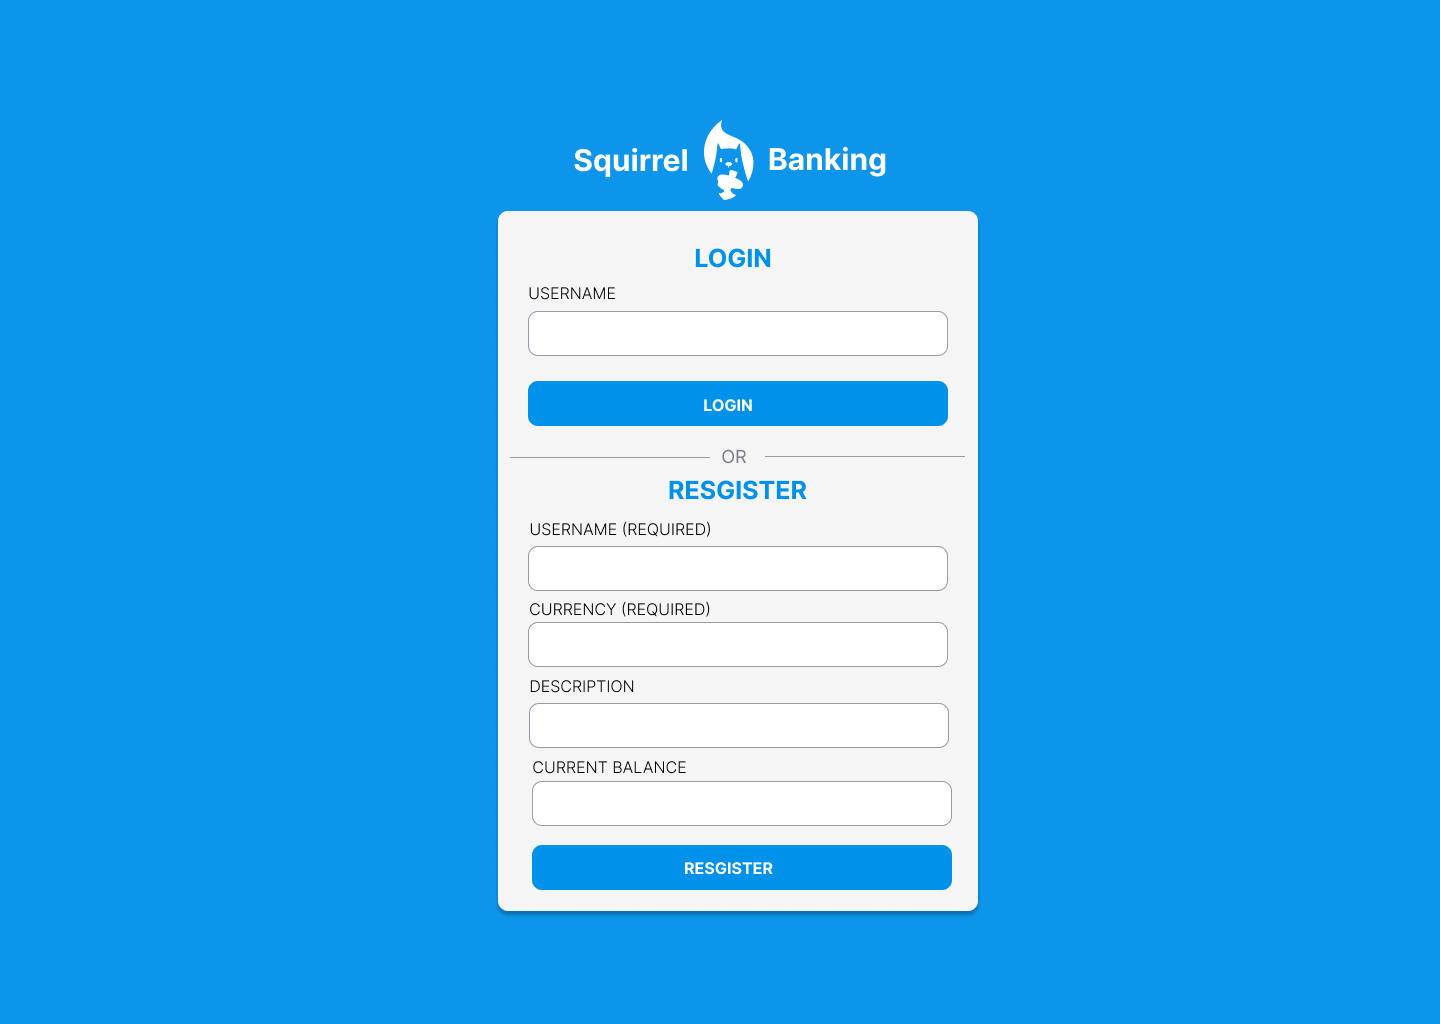 Squirrel Banking
LOGIN
USERNAME
LOGIN
OR
RESGISTER
USERNAME (REQUIRED)
CURRENCY (REQUIRED)
DESCRIPTION
CURRENT BALANCE
RESGISTER